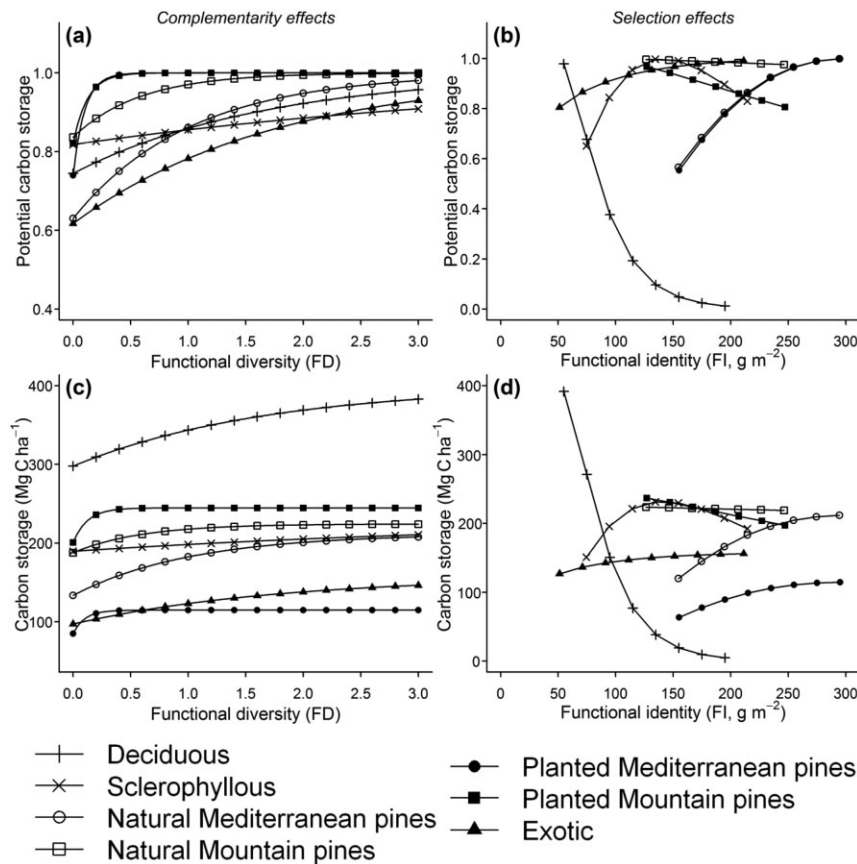 Complementarity effects
Selection effects
(a)
Potential carbon storage
1.0
0.8
0.6
0.4
0.0 0.5 1.0 1.5 2.0 2.5 3.0
Functional diversity (FD)
(b)
Potential carbon storage
1.0
0.8
0.6
0.4
0.2
0.0
0 50 100 150 200 250 300
Functional identity (FI, g m⁻²)
(c)
Carbon storage (Mg C ha⁻¹)
400
300
200
100
0.0 0.5 1.0 1.5 2.0 2.5 3.0
Functional diversity (FD)
(d)
Carbon storage (Mg C ha⁻¹)
400
300
200
100
0
0 50 100 150 200 250 300
Functional identity (FI, g m⁻²)
Deciduous
Sclerophyllous
Natural Mediterranean pines
Natural Mountain pines
Planted Mediterranean pines
Planted Mountain pines
Exotic